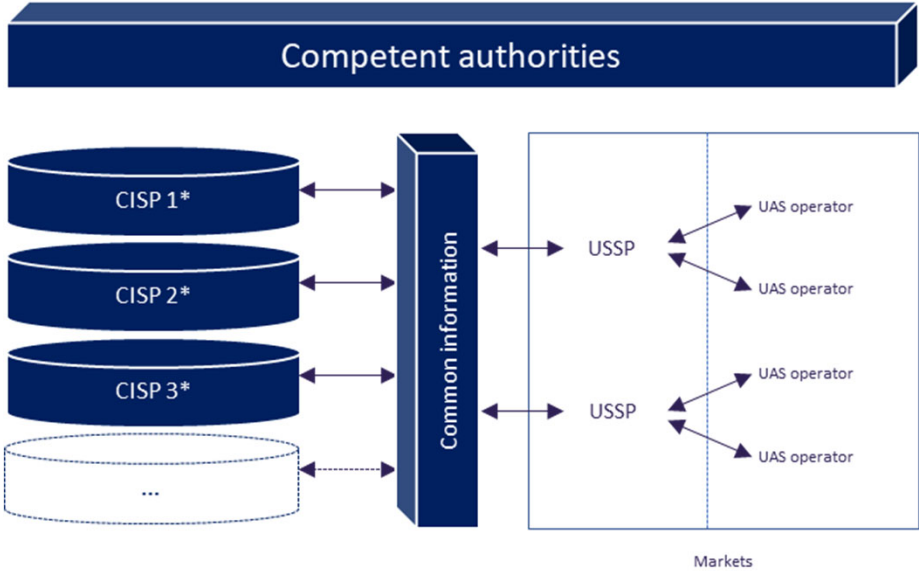 Competent authorities
CISP 1*
CISP 2*
CISP 3*
...
Common information
USSP
USSP
UAS operator
UAS operator
UAS operator
UAS operator
Markets